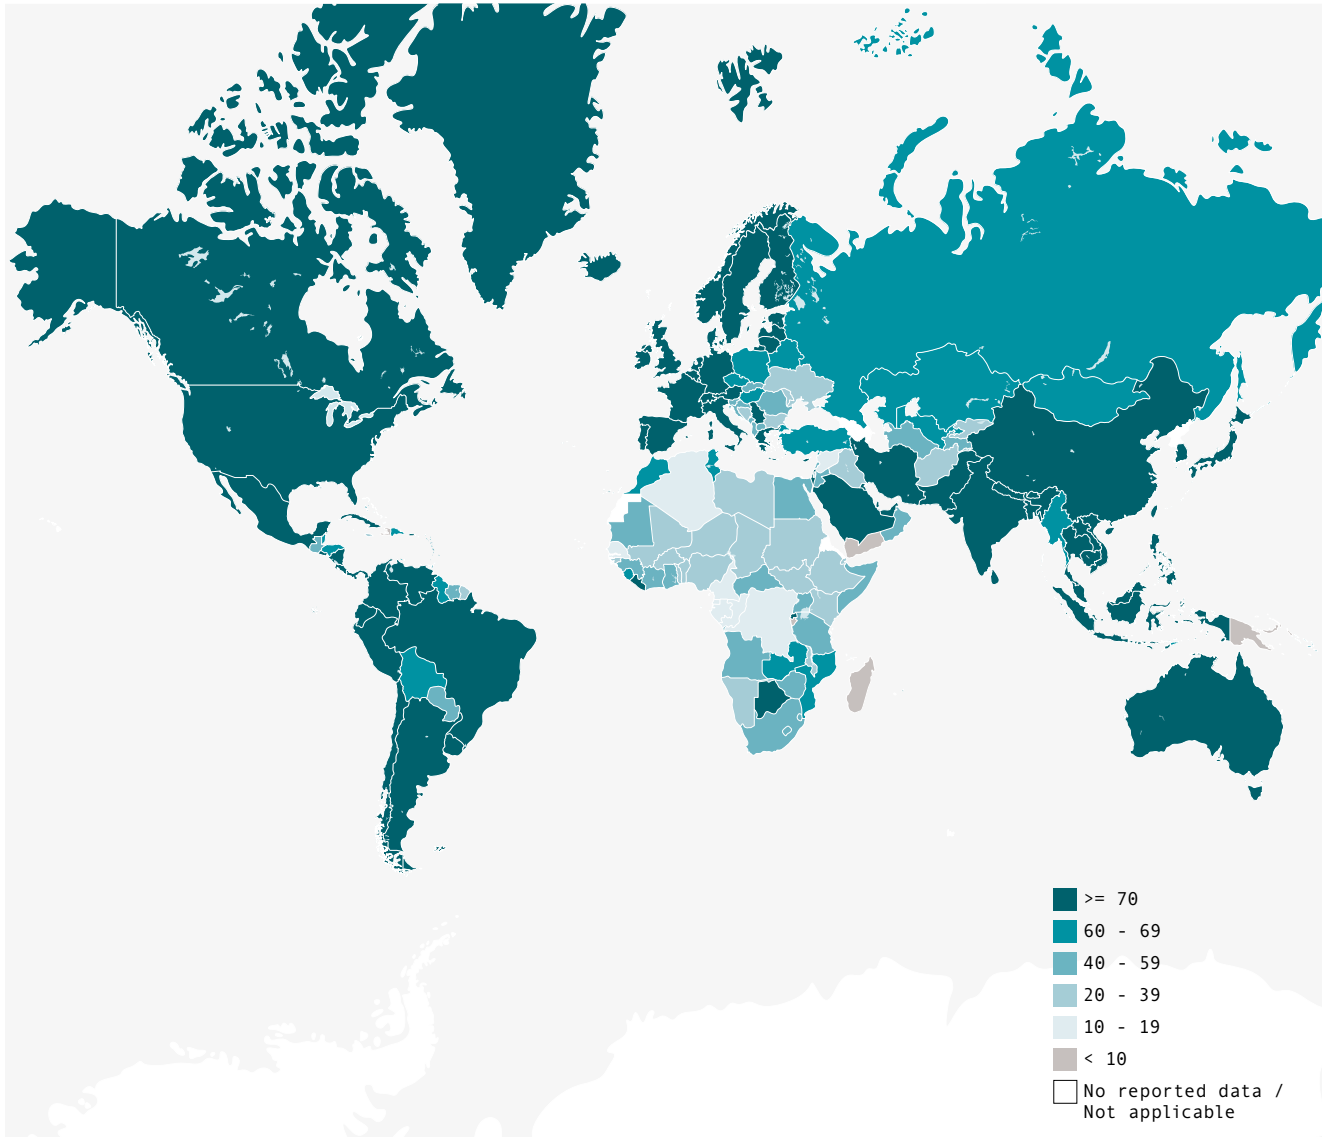 >= 70
60 - 69
40 - 59
20 - 39
10 - 19
< 10
No reported data /
Not applicable